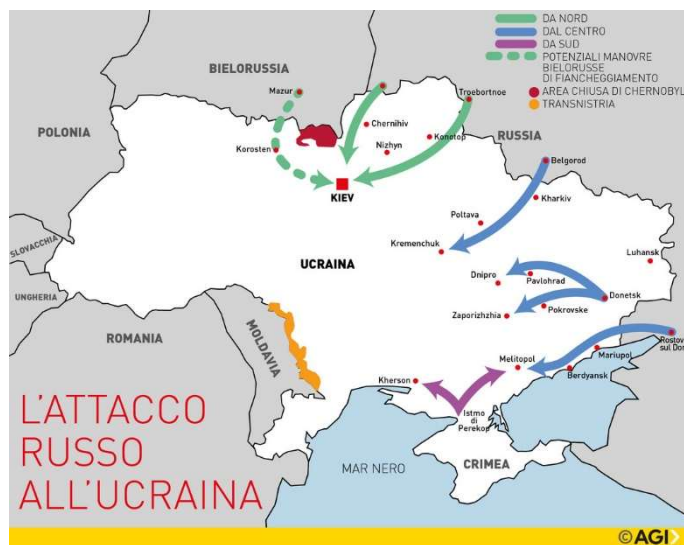 DA NORD
DAL CENTRO
DA SUD
POTENZIALI MANOVRE
BIELORUSSE
DI FIANCHEGGIAMENTO
AREA CHIUSA DI CHERNOBYL
TRANSNISTRIA
BIELORUSSIA
Mazur
Troebortnoe
POLONIA
Chernihiv
Konotop
RUSSIA
Korosten
Nizhyn
Belgorod
KIEV
Kharkiv
Poltava
SLOVACCHIA
Kremenchuk
UCRAINA
Luhansk
Dnipro
Pavlohrad
UNGHERIA
Donetsk
Zaporizhzhia
Pokrovske
ROMANIA
MOLDAVIA
Rostov
sul Don
Mariupol
Melitopol
Kherson
Berdyansk
L'ATTACCO
RUSSO
ALL'UCRAINA
Istmo
di
Perekop
MAR NERO
CRIMEA
©AGI